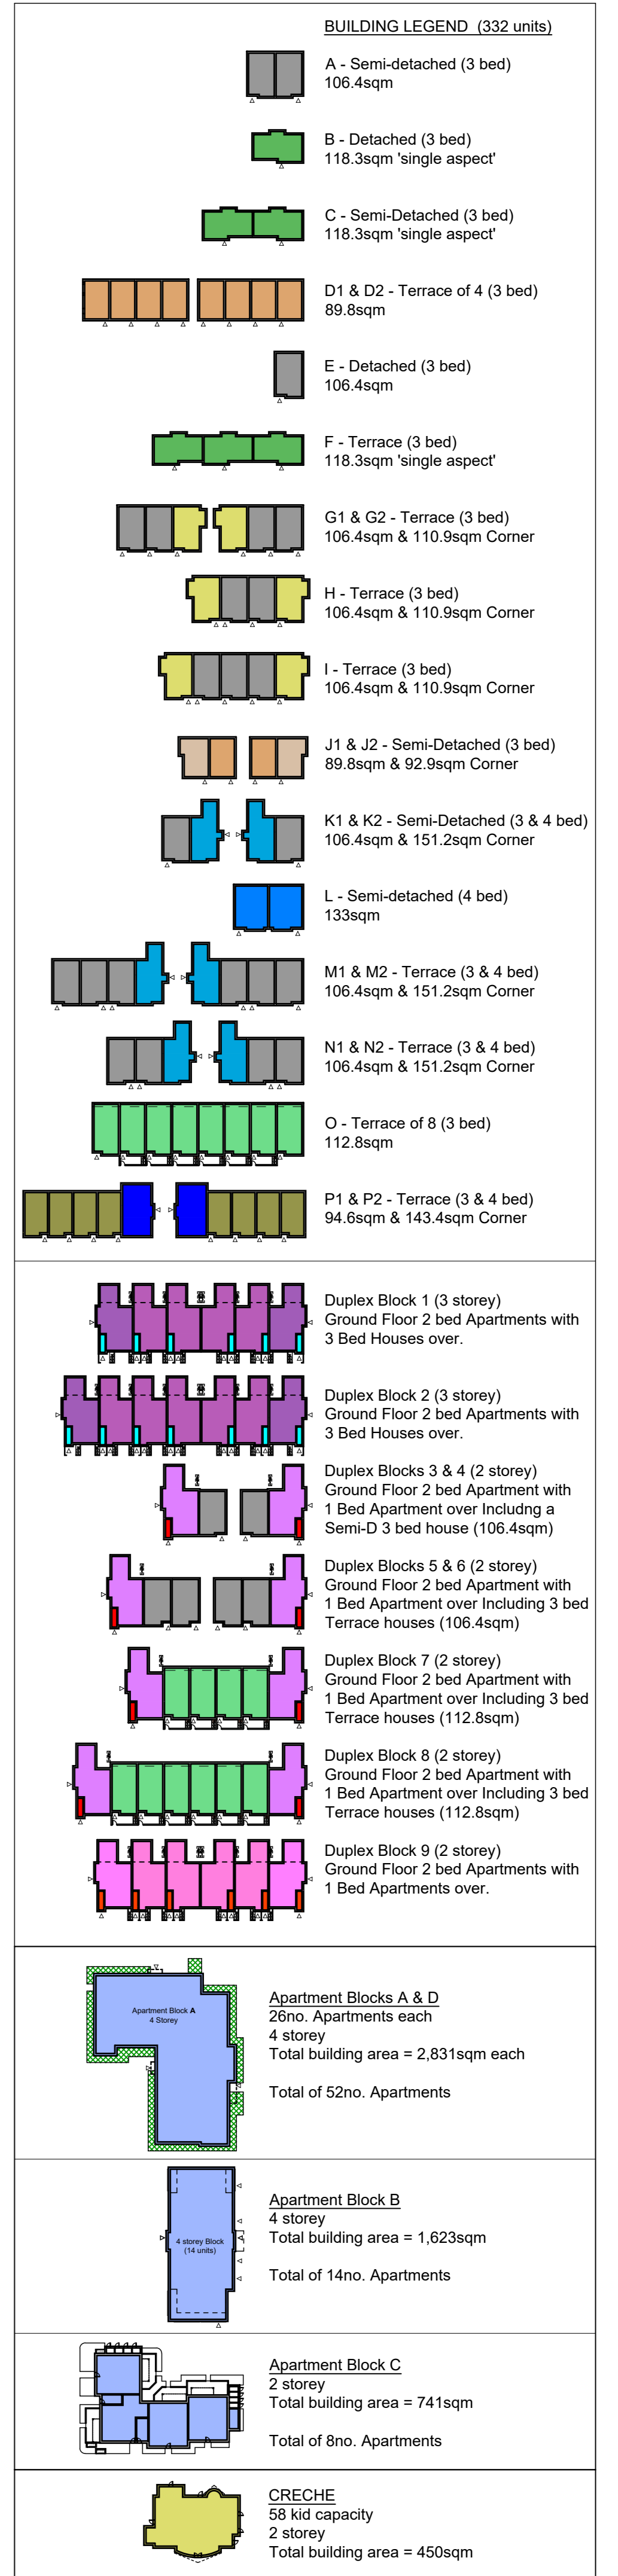 BUILDING LEGEND (332 units)
A - Semi-detached (3 bed)
106.4sqm
B - Detached (3 bed)
118.3sqm 'single aspect'
C - Semi-Detached (3 bed)
118.3sqm 'single aspect'
D1 & D2 - Terrace of 4 (3 bed)
89.8sqm
E - Detached (3 bed)
106.4sqm
F - Terrace (3 bed)
118.3sqm 'single aspect'
G1 & G2 - Terrace (3 bed)
106.4sqm & 110.9sqm Corner
H - Terrace (3 bed)
106.4sqm & 110.9sqm Corner
I - Terrace (3 bed)
106.4sqm & 110.9sqm Corner
J1 & J2 - Semi-Detached (3 bed)
89.8sqm & 92.9sqm Corner
K1 & K2 - Semi-Detached (3 & 4 bed)
106.4sqm & 151.2sqm Corner
L - Semi-detached (4 bed)
133sqm
M1 & M2 - Terrace (3 & 4 bed)
106.4sqm & 151.2sqm Corner
N1 & N2 - Terrace (3 & 4 bed)
106.4sqm & 151.2sqm Corner
O - Terrace of 8 (3 bed)
112.8sqm
P1 & P2 - Terrace (3 & 4 bed)
94.6sqm & 143.4sqm Corner
Duplex Block 1 (3 storey)
Ground Floor 2 bed Apartments with
3 Bed Houses over.
Duplex Block 2 (3 storey)
Ground Floor 2 bed Apartments with
3 Bed Houses over.
Duplex Blocks 3 & 4 (2 storey)
Ground Floor 2 bed Apartment with
1 Bed Apartment over Includng a
Semi-D 3 bed house (106.4sqm)
Duplex Blocks 5 & 6 (2 storey)
Ground Floor 2 bed Apartment with
1 Bed Apartment over Including 3 bed
Terrace houses (106.4sqm)
Duplex Block 7 (2 storey)
Ground Floor 2 bed Apartment with
1 Bed Apartment over Including 3 bed
Terrace houses (112.8sqm)
Duplex Block 8 (2 storey)
Ground Floor 2 bed Apartment with
1 Bed Apartment over Including 3 bed
Terrace houses (112.8sqm)
Duplex Block 9 (2 storey)
Ground Floor 2 bed Apartments with
1 Bed Apartments over.
Apartment Block A
4 Storey
Apartment Blocks A & D
26no. Apartments each
4 storey
Total building area = 2,831sqm each
Total of 52no. Apartments
4 storey Block
(14 units)
Apartment Block B
4 storey
Total building area = 1,623sqm
Total of 14no. Apartments
Apartment Block C
2 storey
Total building area = 741sqm
Total of 8no. Apartments
CRECHE
58 kid capacity
2 storey
Total building area = 450sqm